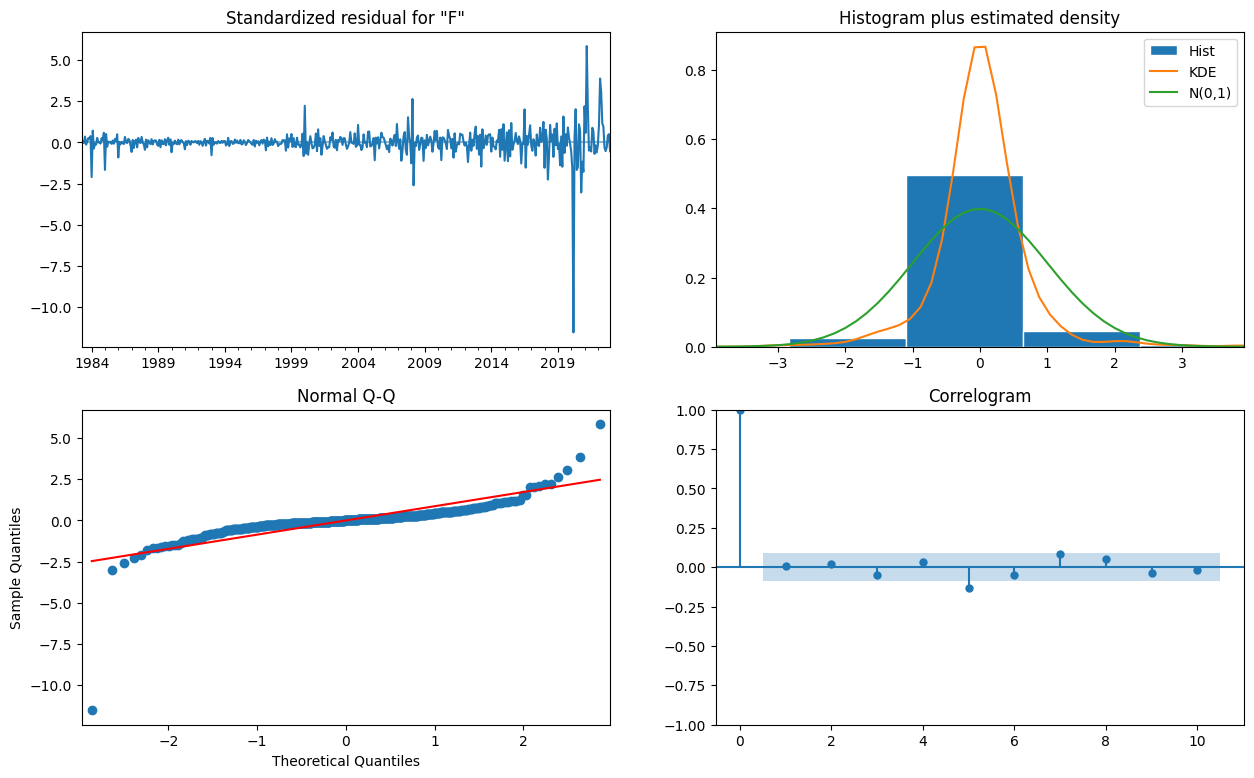 Standardized residual for "F"
5.0
2.5
0.0
−2.5
−5.0
−7.5
−10.0
1984 1989 1994 1999 2004 2009 2014 2019
Histogram plus estimated density
Hist
KDE
N(0,1)
0.8
0.6
0.4
0.2
0.0
−3 −2 −1 0 1 2 3
Normal Q-Q
Sample Quantiles
5.0
2.5
0.0
−2.5
−5.0
−7.5
−10.0
−2 −1 0 1 2
Theoretical Quantiles
Correlogram
1.00
0.75
0.50
0.25
0.00
−0.25
−0.50
−0.75
−1.00
0 2 4 6 8 10